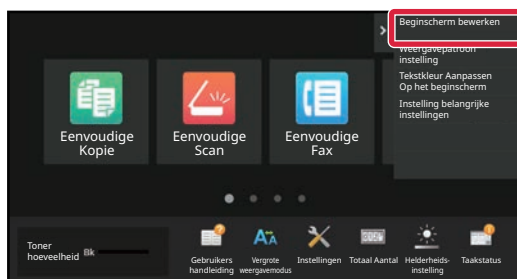 Beginscherm bewerken
Weergavepatroon
instelling
Tekstkleur Aanpassen
Op het beginscherm
Instelling belangrijke
instellingen
Eenvoudige
Kopie
Eenvoudige
Scan
Eenvoudige
Fax
Toner
hoeveelheid
Bk
Gebruikers
handleiding
Vergrote
weergavemodus
Instellingen
Totaal Aantal
Helderheids-
instelling
Taakstatus